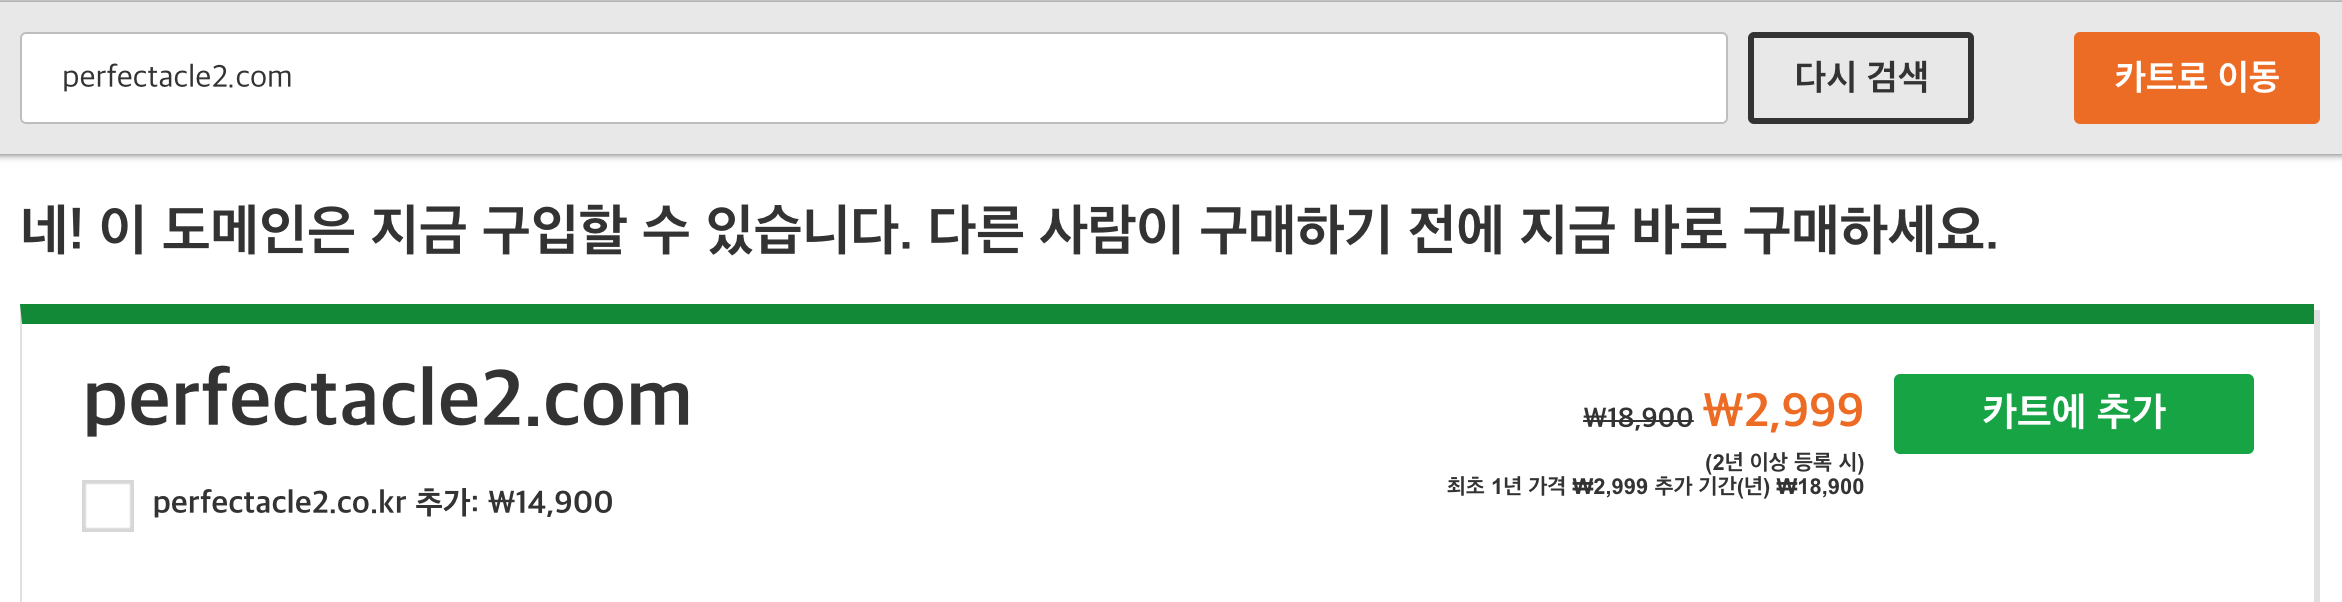 perfectacle2.com
다시 검색
카트로 이동
네! 이 도메인은 지금 구입할 수 있습니다. 다른 사람이 구매하기 전에 지금 바로 구매하세요.
perfectacle2.com
₩18,900 ₩2,999
카트에 추가
(2년 이상 등록 시)
최초 1년 가격 ₩2,999 추가 기간(년) ₩18,900
perfectacle2.co.kr 추가: ₩14,900